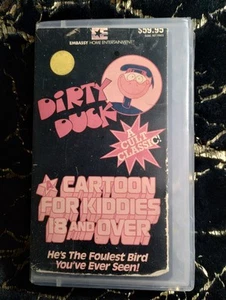 $59.95
EMBASSY HOME ENTERTAINMENT
DIRTY
DUCK
A
CULT
CLASSIC!
CARTOON
FOR KIDDIES
18 AND OVER
He's The Foulest Bird
You've Ever Seen!